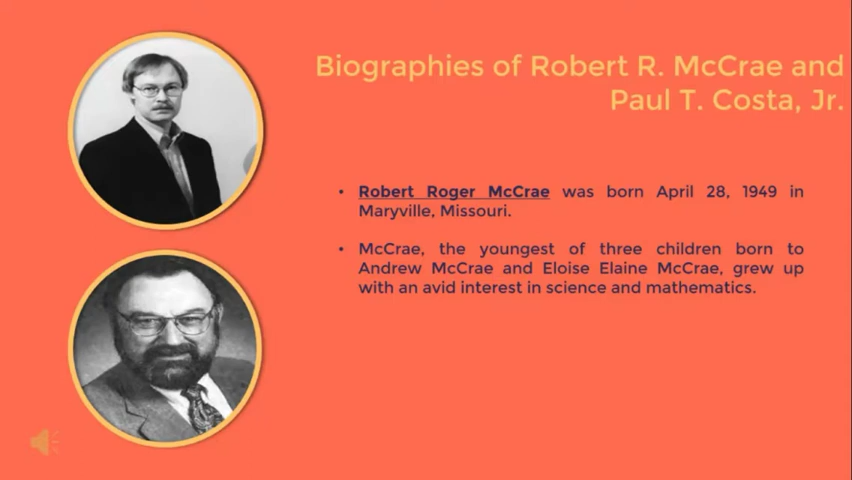 Biographies of Robert R. McCrae and
Paul T. Costa, Jr.
• Robert Roger McCrae was born April 28, 1949 in
Maryville, Missouri.
• McCrae, the youngest of three children born to
Andrew McCrae and Eloise Elaine McCrae, grew up
with an avid interest in science and mathematics.